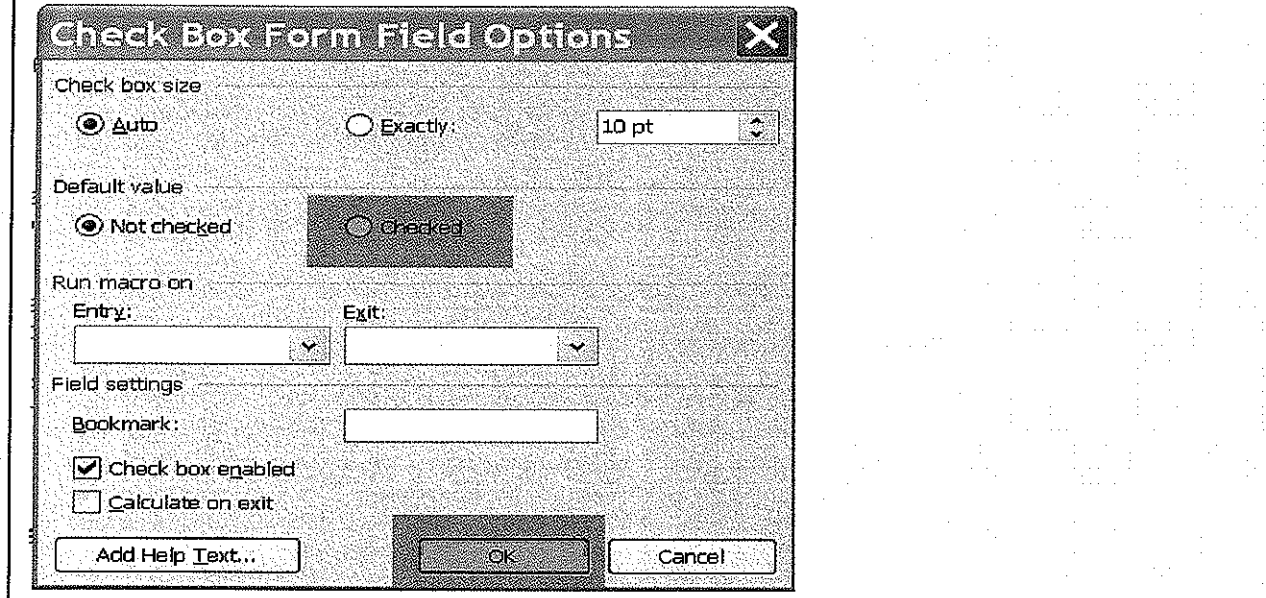 Check Box Form Field Options
Check box size
Auto Exactly: 10 pt
Default value
Not checked Checked
Run macro on
Entry: Exit:
Field settings
Bookmark:
Check box enabled
Calculate on exit
Add Help Text... OK Cancel